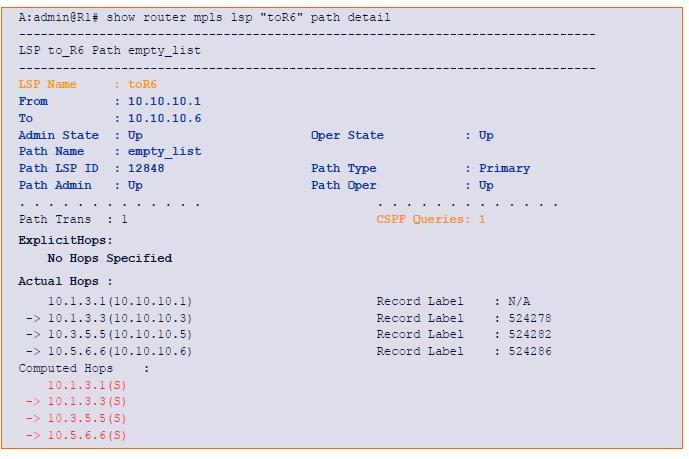 A:admin@R1# show router mpls lsp "toR6" path detail
-------------------------------------------------------------------------------
LSP to_R6 Path empty_list
-------------------------------------------------------------------------------
LSP Name     : toR6
From         : 10.10.10.1
To           : 10.10.10.6
Admin State  : Up                       Oper State           : Up
Path Name    : empty_list
Path LSP ID  : 12848                    Path Type            : Primary
Path Admin   : Up                       Path Oper            : Up
. . . . . . . . . . . . .                        . . . . . . . . . . . . .
Path Trans  : 1                                  CSPF Queries: 1
ExplicitHops:
    No Hops Specified
Actual Hops :
    10.1.3.1(10.10.10.1)                         Record Label    : N/A
 -> 10.1.3.3(10.10.10.3)                         Record Label    : 524278
 -> 10.3.5.5(10.10.10.5)                         Record Label    : 524282
 -> 10.5.6.6(10.10.10.6)                         Record Label    : 524286
Computed Hops    :
    10.1.3.1(S)
 -> 10.1.3.3(S)
 -> 10.3.5.5(S)
 -> 10.5.6.6(S)